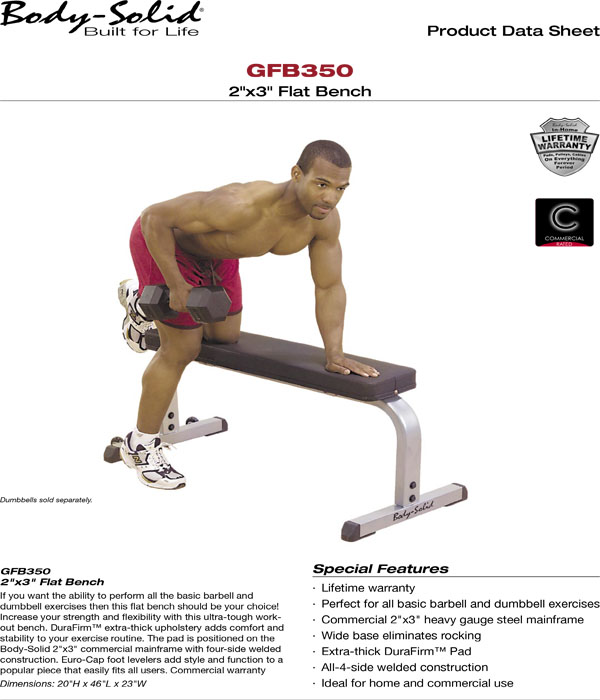 Body-Solid®
Built for Life
Product Data Sheet
GFB350
2"x3" Flat Bench
Body-Solid
In-Home
LIFETIME
WARRANTY
On Everything
Forever
Period
C
COMMERCIAL
RATED
Body-Solid
Dumbbells sold separately.
GFB350
2"x3" Flat Bench
If you want the ability to perform all the basic barbell and
dumbbell exercises then this flat bench should be your choice!
Increase your strength and flexibility with this ultra-tough work-
out bench. DuraFirm™ extra-thick upholstery adds comfort and
stability to your exercise routine. The pad is positioned on the
Body-Solid 2"x3" commercial mainframe with four-side welded
construction. Euro-Cap foot levelers add style and function to a
popular piece that easily fits all users. Commercial warranty
Dimensions: 20"H x 46"L x 23"W
Special Features
· Lifetime warranty
· Perfect for all basic barbell and dumbbell exercises
· Commercial 2"x3" heavy gauge steel mainframe
· Wide base eliminates rocking
· Extra-thick DuraFirm™ Pad
· All-4-side welded construction
· Ideal for home and commercial use